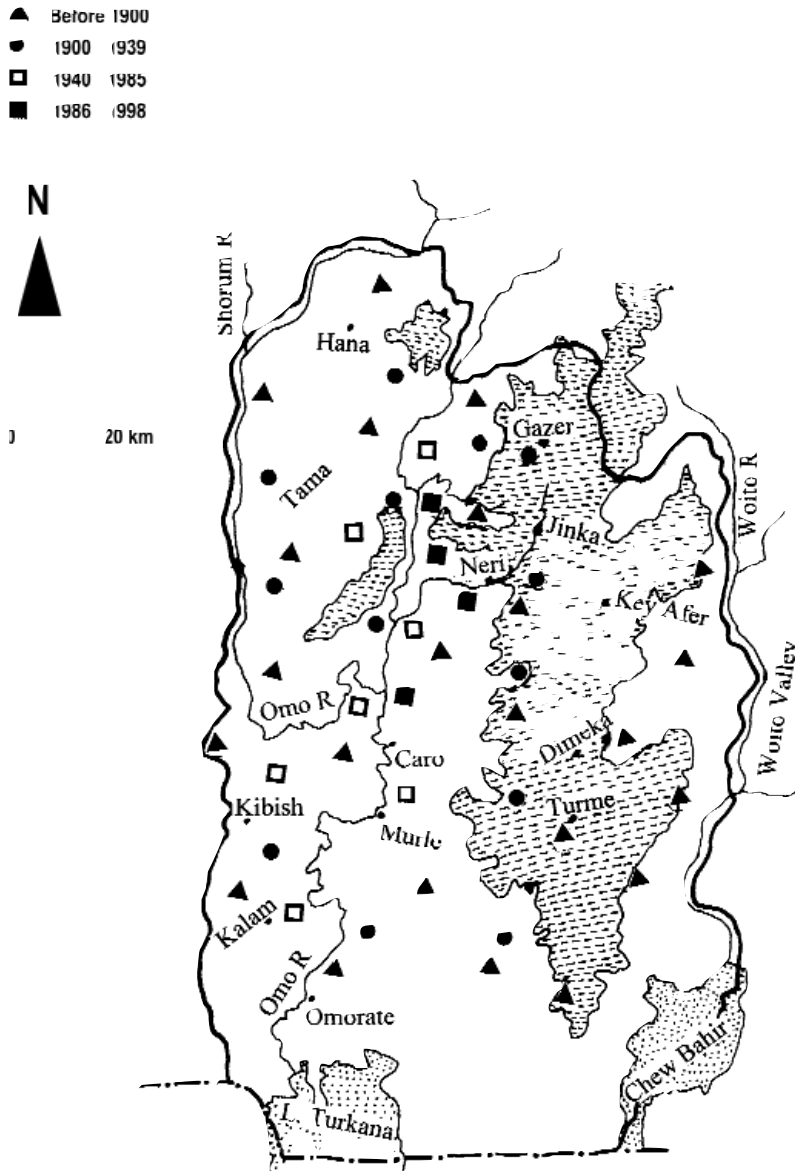 Before 1900
1900 1939
1940 1985
1986 1998
N
0 20 km
Shorum R
Hana
Gazer
Tama
Woito R
Jinka
Neri
Key Afer
Omo R
Woito Valley
Caro
Dimeka
Kibish
Turme
Murle
Kalam
Omo R
Omorate
Chew Bahir
L. Turkana